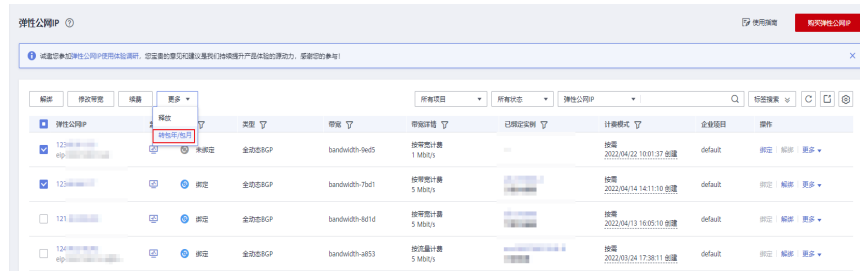 弹性公网IP
使用指南
购买弹性公网IP
诚邀您参加弹性公网IP使用体验调研，您宝贵的意见和建议是我们持续提升产品体验的源动力，感谢您的参与！
解绑 修改带宽 续费 更多 所有项目 所有状态 弹性公网IP 标签搜索
释放
转包年/包月
弹性公网IP 类型 带宽 带宽详情 已绑定实例 计费模式 企业项目 操作
123 未绑定 全动态BGP bandwidth-9ed5 按带宽计费 1 Mbit/s 按需 2022/04/22 10:01:37 创建 default 绑定 解绑 更多
eip-
123 绑定 全动态BGP bandwidth-7bd1 按带宽计费 5 Mbit/s 按需 2022/04/14 14:11:10 创建 default 绑定 解绑 更多
121 绑定 全动态BGP bandwidth-8d1d 按带宽计费 5 Mbit/s 按需 2022/04/13 16:05:10 创建 default 绑定 解绑 更多
124 绑定 全动态BGP bandwidth-a853 按流量计费 5 Mbit/s 按需 2022/03/24 17:38:11 创建 default 绑定 解绑 更多
eip-